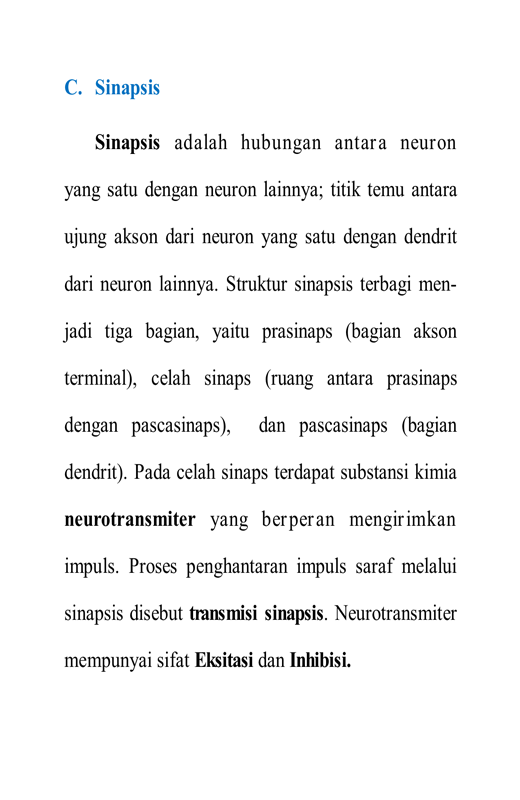 C. Sinapsis
Sinapsis adalah hubungan antara neuron
yang satu dengan neuron lainnya; titik temu antara
ujung akson dari neuron yang satu dengan dendrit
dari neuron lainnya. Struktur sinapsis terbagi men-
jadi tiga bagian, yaitu prasinaps (bagian akson
terminal), celah sinaps (ruang antara prasinaps
dengan pascasinaps), dan pascasinaps (bagian
dendrit). Pada celah sinaps terdapat substansi kimia
neurotransmiter yang berperan mengirimkan
impuls. Proses penghantaran impuls saraf melalui
sinapsis disebut transmisi sinapsis. Neurotransmiter
mempunyai sifat Eksitasi dan Inhibisi.